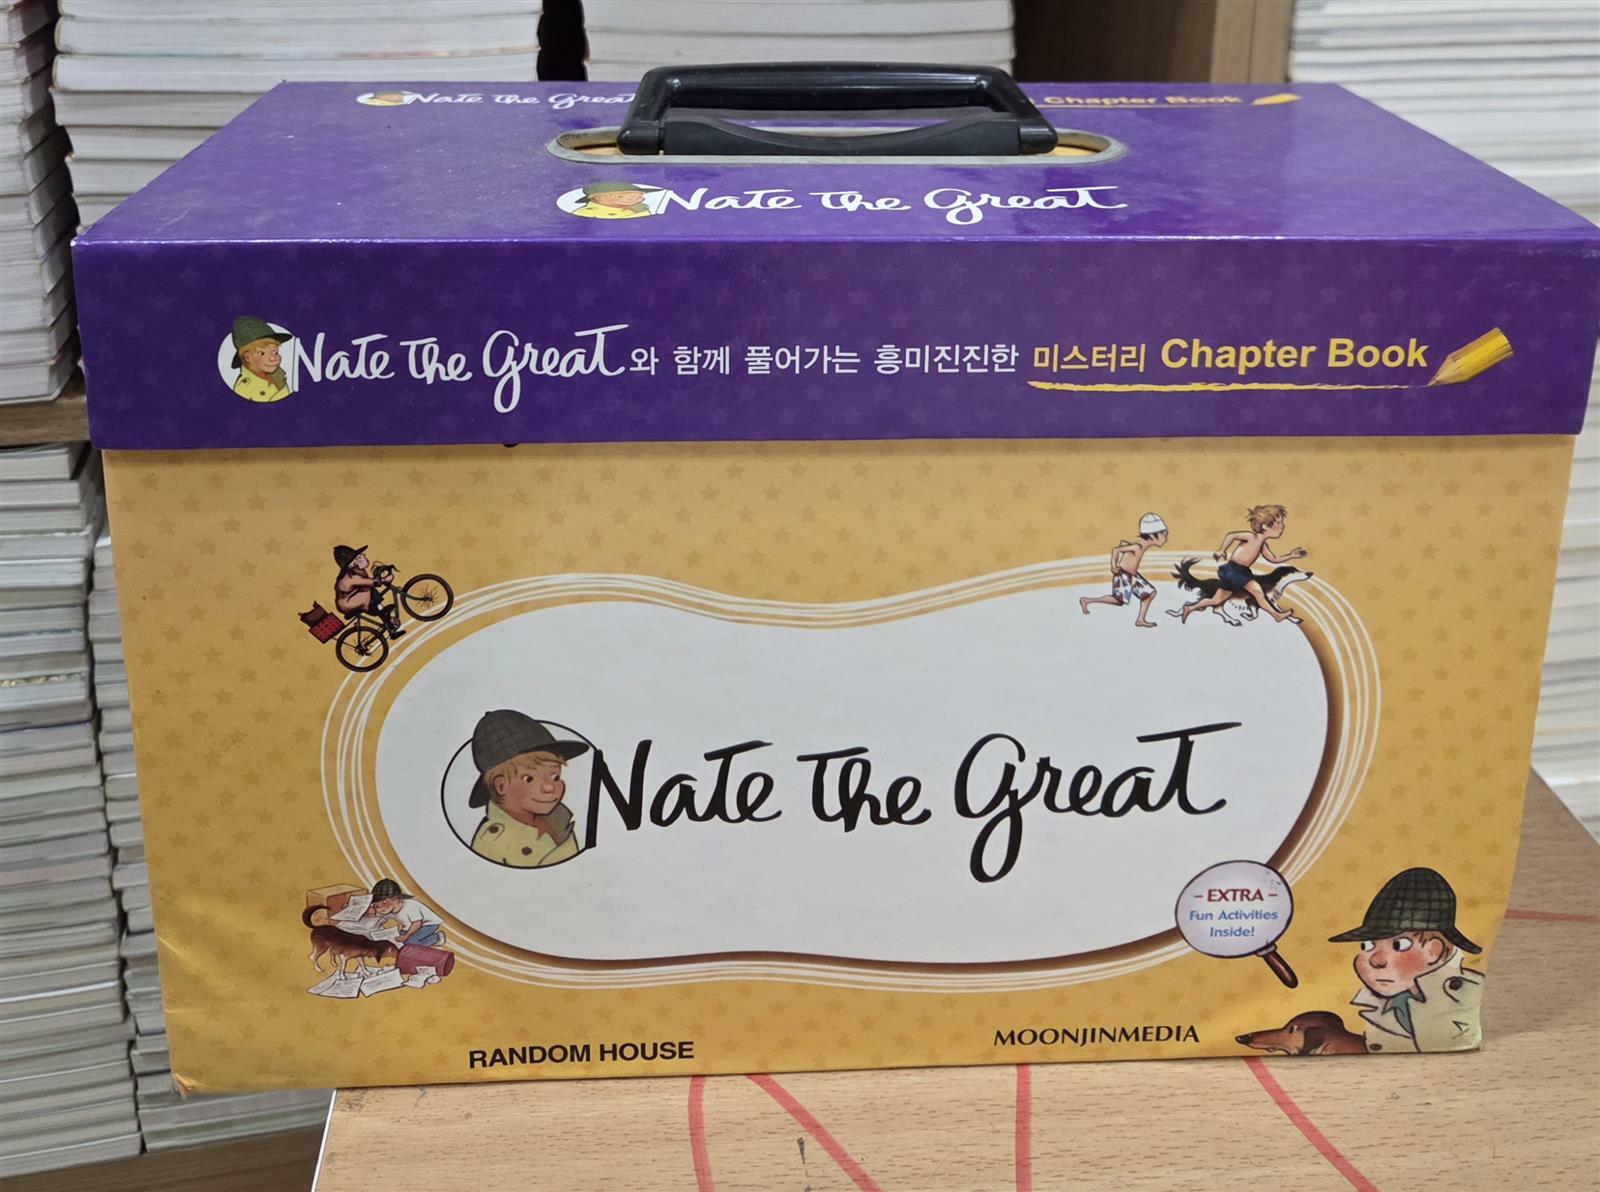 Nate the Great
Chapter Book
Nate the Great
Nate the Great와 함께 풀어가는 흥미진진한 미스터리 Chapter Book
Nate the Great
- EXTRA -
Fun Activities
Inside!
RANDOM HOUSE
MOONJINMEDIA